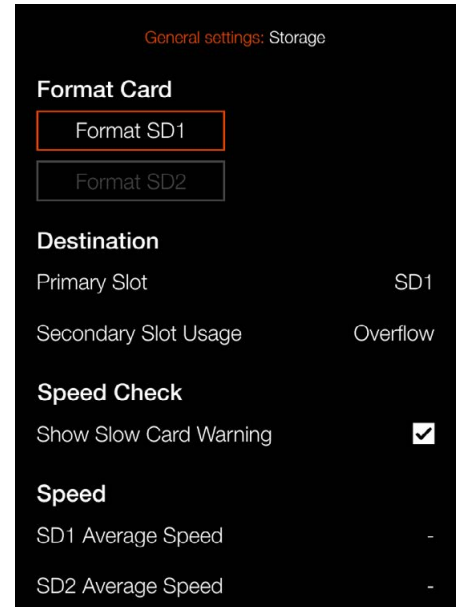 General settings: Storage
Format Card
Format SD1
Format SD2
Destination
Primary Slot SD1
Secondary Slot Usage Overflow
Speed Check
Show Slow Card Warning
Speed
SD1 Average Speed -
SD2 Average Speed -